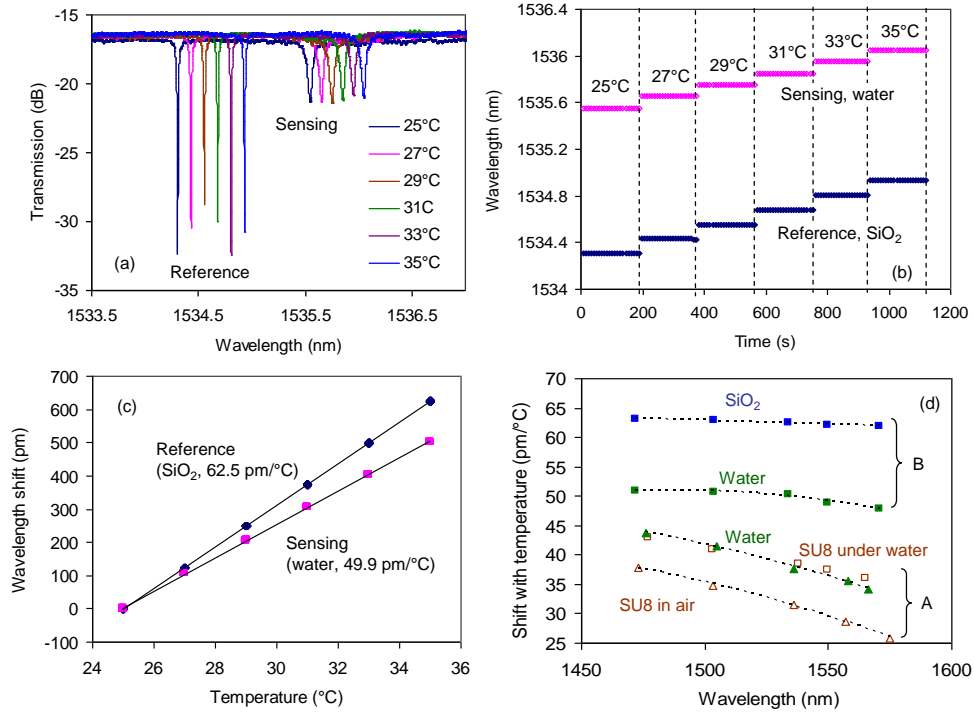 -15
-20
-25
-30
-35
Transmission (dB)
Sensing
25°C
27°C
29°C
31C
33°C
35°C
(a)
Reference
1533.5
1534.5
1535.5
1536.5
Wavelength (nm)
1536.4
1536
1535.6
1535.2
1534.8
1534.4
1534
Wavelength (nm)
25°C
27°C
29°C
31°C
33°C
35°C
Sensing, water
Reference, SiO₂
(b)
0
200
400
600
800
1000
1200
Time (s)
700
600
500
400
300
200
100
0
-100
Wavelength shift (pm)
(c)
Reference
(SiO₂, 62.5 pm/°C)
Sensing
(water, 49.9 pm/°C)
24
26
28
30
32
34
36
Temperature (°C)
70
65
60
55
50
45
40
35
30
25
Shift with temperature (pm/°C)
SiO₂
(d)
B
Water
Water
SU8 under water
A
SU8 in air
1450
1500
1550
1600
Wavelength (nm)